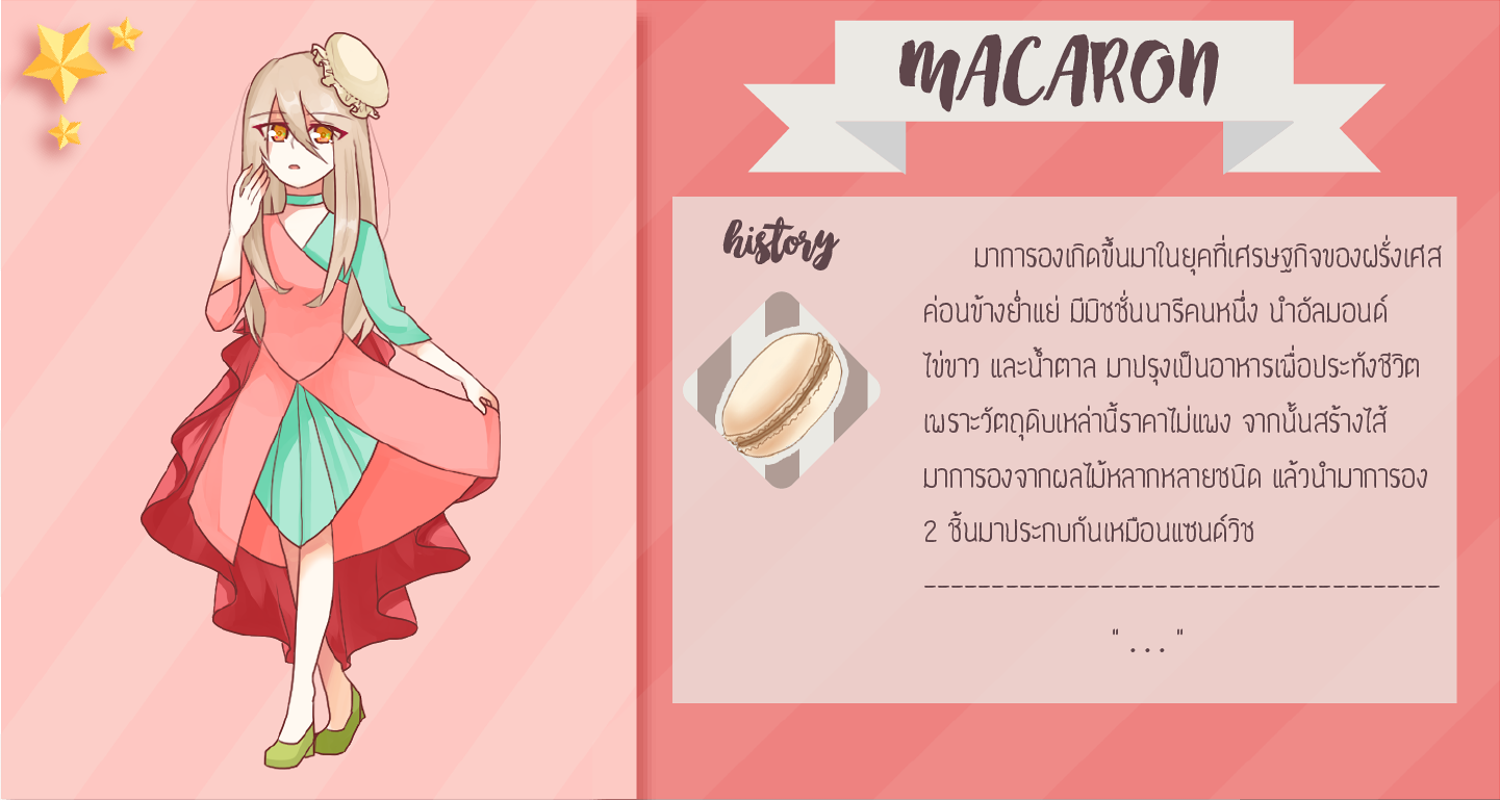 MACARON
history
มาการองเกิดขึ้นมาในยุคที่เศรษฐกิจของฝรั่งเศส
ค่อนข้างย่ำแย่ มีมิชชั่นนารีคนหนึ่ง นำอัลมอนด์
ไข่ขาว และน้ำตาล มาปรุงเป็นอาหารเพื่อประทังชีวิต
เพราะวัตถุดิบเหล่านี้ราคาไม่แพง จากนั้นสร้างไส้
มาการองจากผลไม้หลากหลายชนิด แล้วนำมาการอง
2 ชิ้นมาประกบกันเหมือนแซนด์วิช
--------------------------------------
"..."